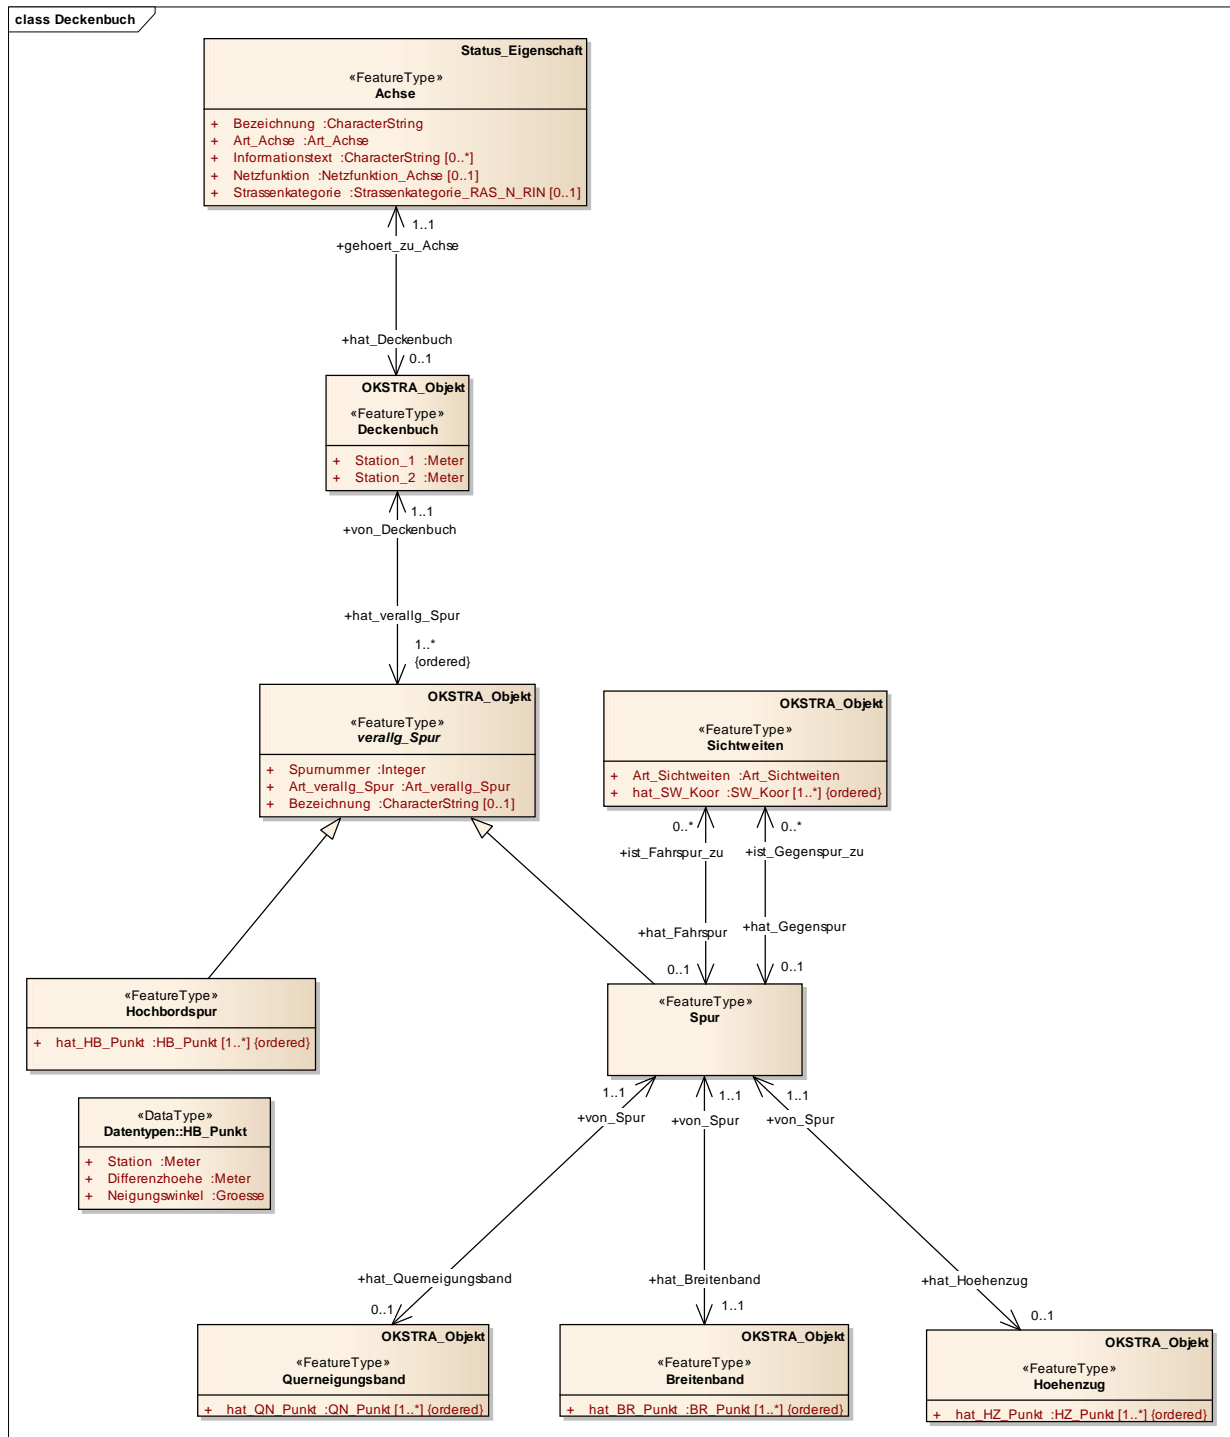 class Deckenbuch
Status_Eigenschaft
«FeatureType»
Achse
+ Bezeichnung :CharacterString
+ Art_Achse :Art_Achse
+ Informationstext :CharacterString [0..*]
+ Netzfunktion :Netzfunktion_Achse [0..1]
+ Strassenkategorie :Strassenkategorie_RAS_N_RIN [0..1]
1..1
+gehoert_zu_Achse
+hat_Deckenbuch
0..1
OKSTRA_Objekt
«FeatureType»
Deckenbuch
+ Station_1 :Meter
+ Station_2 :Meter
1..1
+von_Deckenbuch
+hat_verallg_Spur
1..*
{ordered}
OKSTRA_Objekt
«FeatureType»
verallg_Spur
+ Spurnummer :Integer
+ Art_verallg_Spur :Art_verallg_Spur
+ Bezeichnung :CharacterString [0..1]
OKSTRA_Objekt
«FeatureType»
Sichtweiten
+ Art_Sichtweiten :Art_Sichtweiten
+ hat_SW_Koor :SW_Koor [1..*] {ordered}
0..* 0..*
+ist_Fahrspur_zu +ist_Gegenspur_zu
+hat_Fahrspur +hat_Gegenspur
0..1 0..1
«FeatureType»
Hochbordspur
+ hat_HB_Punkt :HB_Punkt [1..*] {ordered}
«FeatureType»
Spur
«DataType»
Datentypen::HB_Punkt
+ Station :Meter
+ Differenzhoehe :Meter
+ Neigungswinkel :Groesse
1..1 1..1 1..1
+von_Spur +von_Spur +von_Spur
+hat_Querneigungsband +hat_Breitenband +hat_Hoehenzug
0..1 1..1 0..1
OKSTRA_Objekt
«FeatureType»
Querneigungsband
+ hat_QN_Punkt :QN_Punkt [1..*] {ordered}
OKSTRA_Objekt
«FeatureType»
Breitenband
+ hat_BR_Punkt :BR_Punkt [1..*] {ordered}
OKSTRA_Objekt
«FeatureType»
Hoehenzug
+ hat_HZ_Punkt :HZ_Punkt [1..*] {ordered}